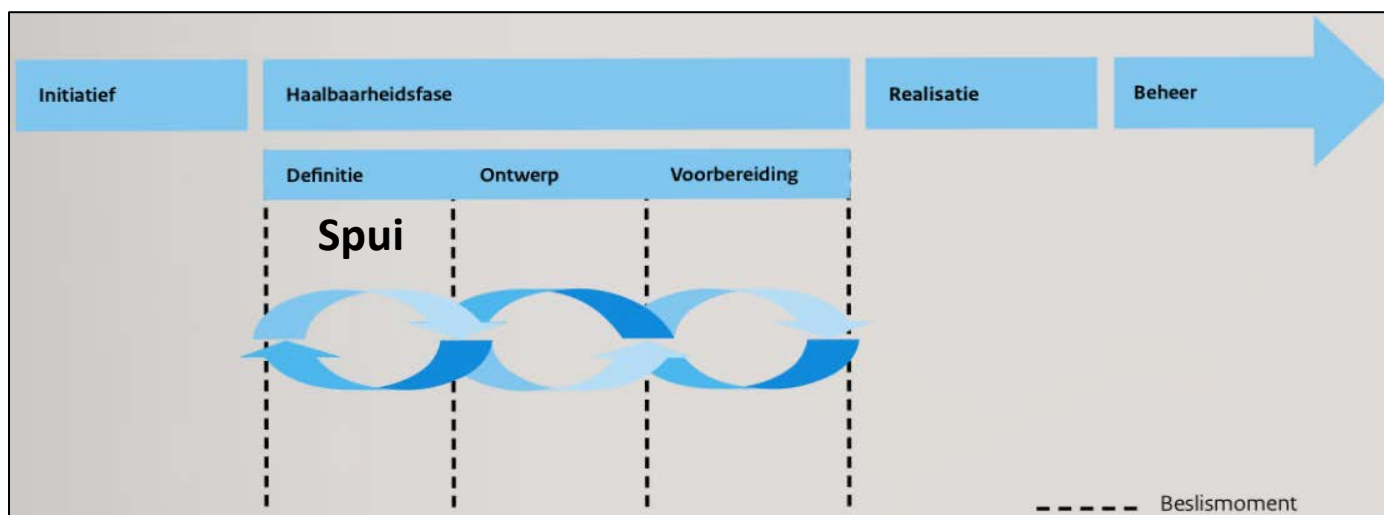 Initiatief Haalbaarheidsfase Realisatie Beheer
Definitie Ontwerp Voorbereiding
Spui
Beslismoment